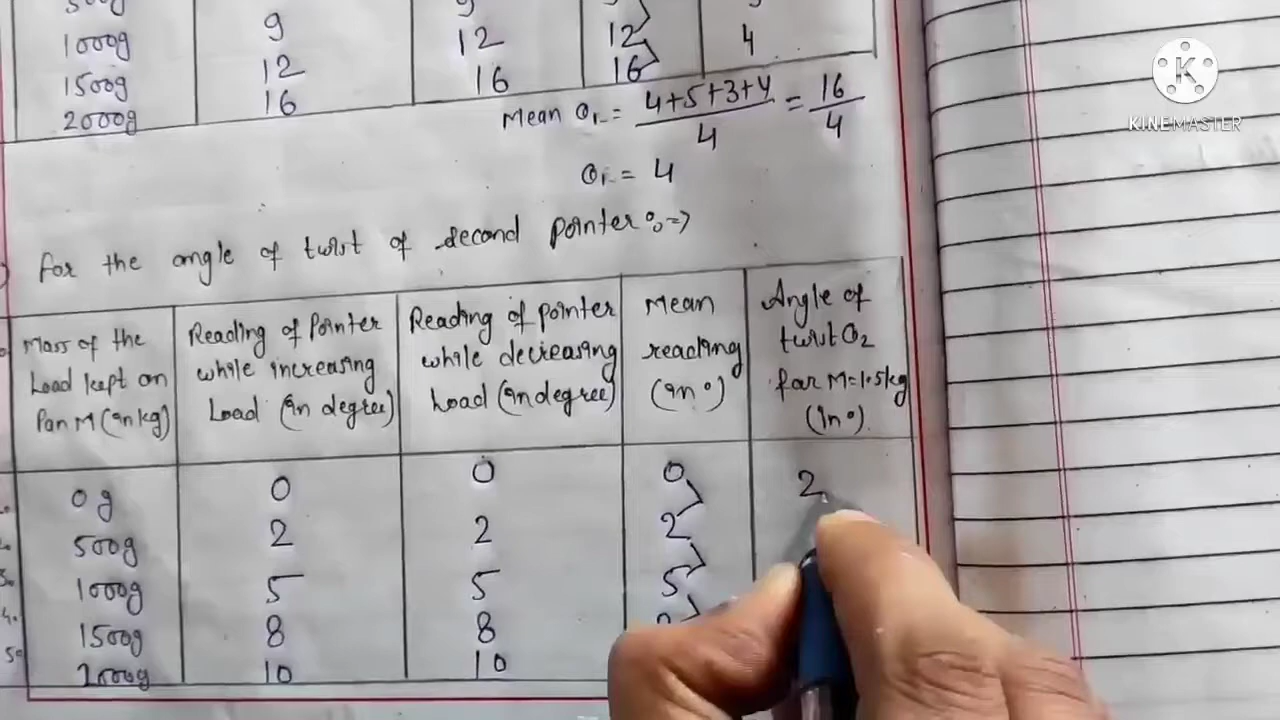 1000g 9 12 12
1500g 12 16 16 4
2000g 16
Mean θ1 = 4+5+3+4 / 4 = 16 / 4
θ1 = 4
KINEMASTER
For the angle of twist of second pointer :=>
Mass of the Load kept on Pan M (in kg)
Reading of Pointer while increasing Load (in degree)
Reading of pointer while decreasing Load (in degree)
Mean reading (in °)
Angle of twist θ2 for M=1.5kg (in °)
0g 0 0 0 2
500g 2 2 2
1000g 5 5 5
1500g 8 8
2000g 10 10